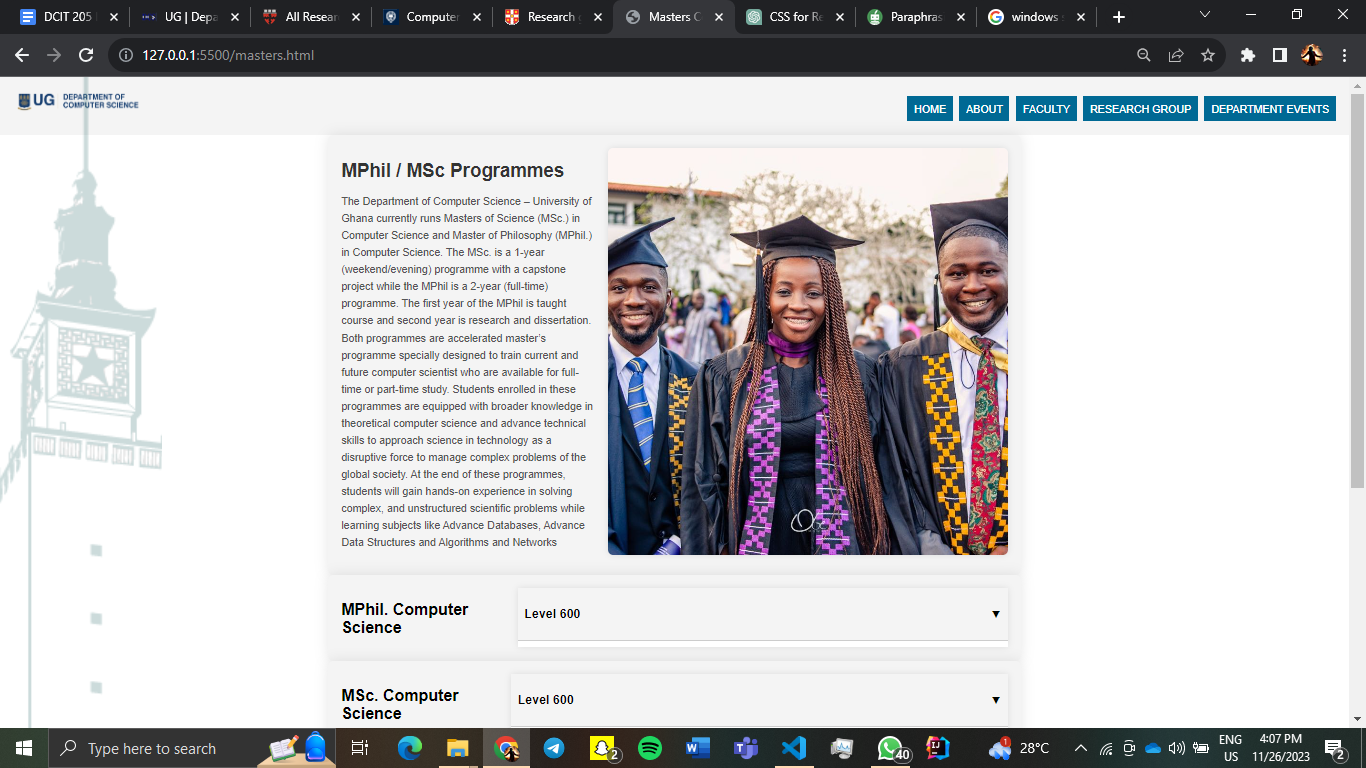 DCIT 205
UG | Depa
All Resear
Computer
Research
Masters C
CSS for Re
Paraphras
windows
127.0.0.1:5500/masters.html
UG DEPARTMENT OF
COMPUTER SCIENCE
HOME ABOUT FACULTY RESEARCH GROUP DEPARTMENT EVENTS
MPhil / MSc Programmes
The Department of Computer Science – University of
Ghana currently runs Masters of Science (MSc.) in
Computer Science and Master of Philosophy (MPhil.)
in Computer Science. The MSc. is a 1-year
(weekend/evening) programme with a capstone
project while the MPhil is a 2-year (full-time)
programme. The first year of the MPhil is taught
course and second year is research and dissertation.
Both programmes are accelerated master's
programme specially designed to train current and
future computer scientist who are available for full-
time or part-time study. Students enrolled in these
programmes are equipped with broader knowledge in
theoretical computer science and advance technical
skills to approach science in technology as a
disruptive force to manage complex problems of the
global society. At the end of these programmes,
students will gain hands-on experience in solving
complex, and unstructured scientific problems while
learning subjects like Advance Databases, Advance
Data Structures and Algorithms and Networks
MPhil. Computer
Science
Level 600
MSc. Computer
Science
Level 600
Type here to search
2
40
1
28°C
ENG
US
4:07 PM
11/26/2023
2